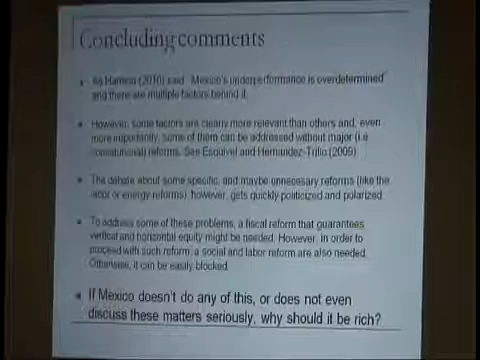 Concluding comments
As Hanson (2010) said "Mexico's underperformance is overdetermined"
and there are multiple factors behind it.
However, some factors are clearly more relevant than others and, even
more importantly, some of them can be addressed without major (i.e.
constitutional) reforms. See Esquivel and Hernandez-Trillo (2009)
The debate about some specific, and maybe unnecessary reforms (like the
labor or energy reforms), however, gets quickly politicized and polarized.
To address some of these problems, a fiscal reform that guarantees
vertical and horizontal equity might be needed. However, in order to
proceed with such reform, a social and labor reform are also needed.
Otherwise, it can be easily blocked.
If Mexico doesn't do any of this, or does not even
discuss these matters seriously, why should it be rich?